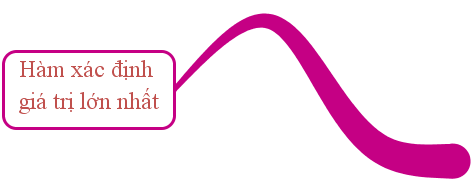 Hàm xác định
giá trị lớn nhất